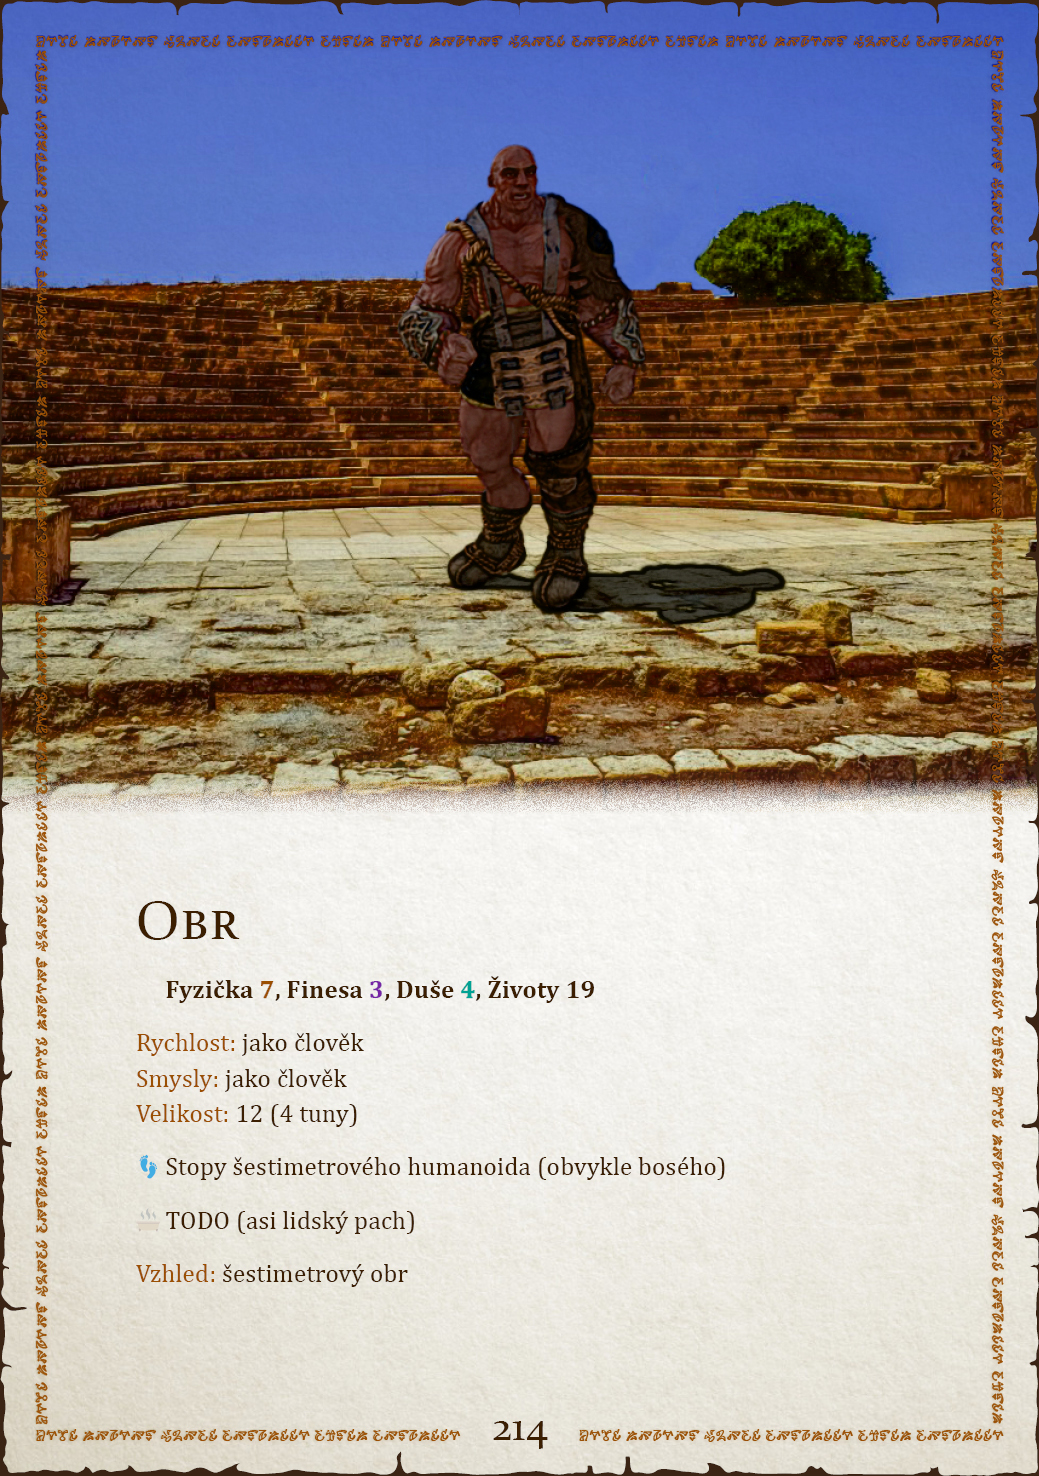 Obr
Fyzička 7, Finesa 3, Duše 4, Životy 19
Rychlost: jako člověk
Smysly: jako člověk
Velikost: 12 (4 tuny)
Stopy šestimetrového humanoida (obvykle bosého)
TODO (asi lidský pach)
Vzhled: šestimetrový obr
214